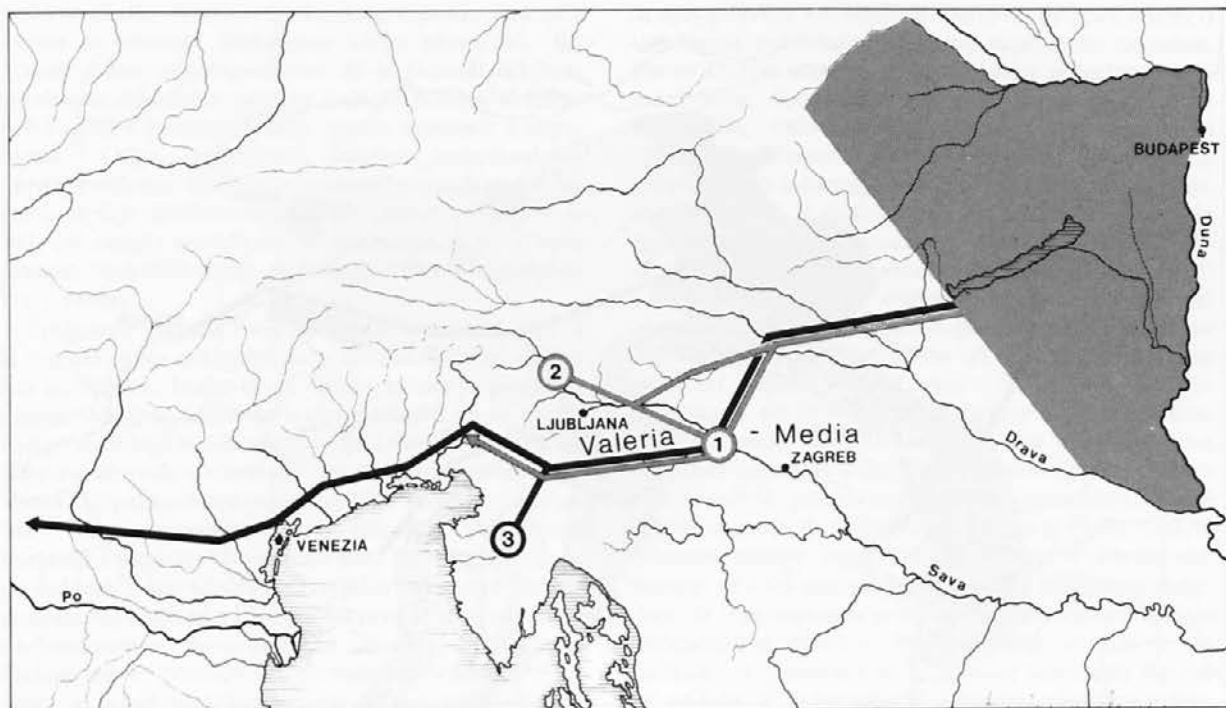 BUDAPEST
Duna
2
LJUBLJANA
Valeria - Media
1
ZAGREB
Drava
3
VENEZIA
Sava
Po